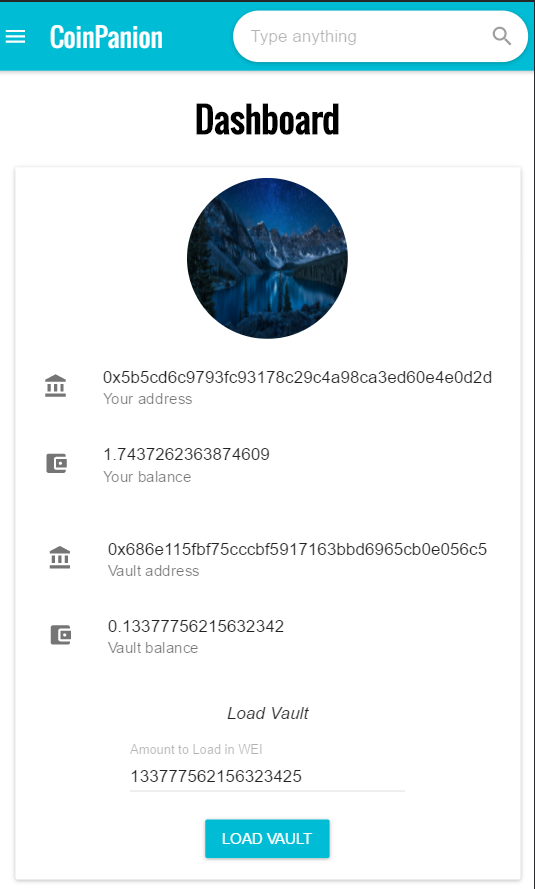 CoinPanion
Type anything
Dashboard
0x5b5cd6c9793fc93178c29c4a98ca3ed60e4e0d2d
Your address
1.7437262363874609
Your balance
0x686e115fbf75cccbf5917163bbd6965cb0e056c5
Vault address
0.13377756215632342
Vault balance
Load Vault
Amount to Load in WEI
133777562156323425
LOAD VAULT